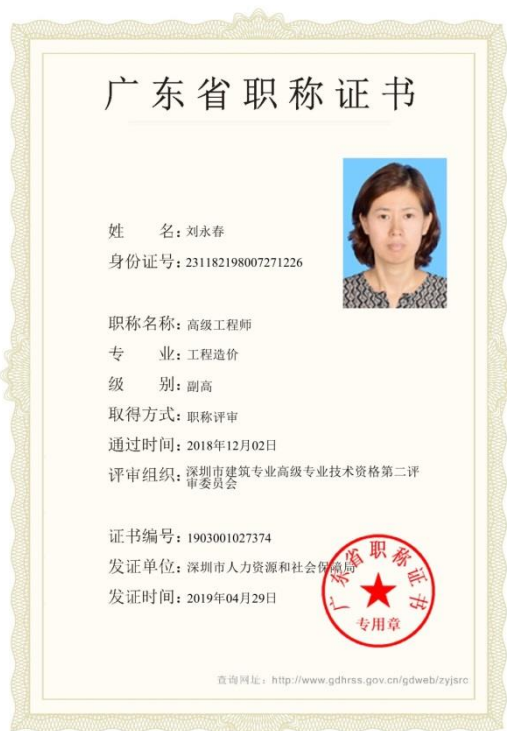 广东省职称证书
姓 名：刘永春
身份证号：231182198007271226
职称名称：高级工程师
专 业：工程造价
级 别：副高
取得方式：职称评审
通过时间：2018年12月02日
评审组织：深圳市建筑专业高级专业技术资格第二评
审委员会
证书编号：1903001027374
发证单位：深圳市人力资源和社会保障局
发证时间：2019年04月29日
广东省职称证书
专用章
查询网址：http://www.gdhrss.gov.cn/gdweb/zyjsrc